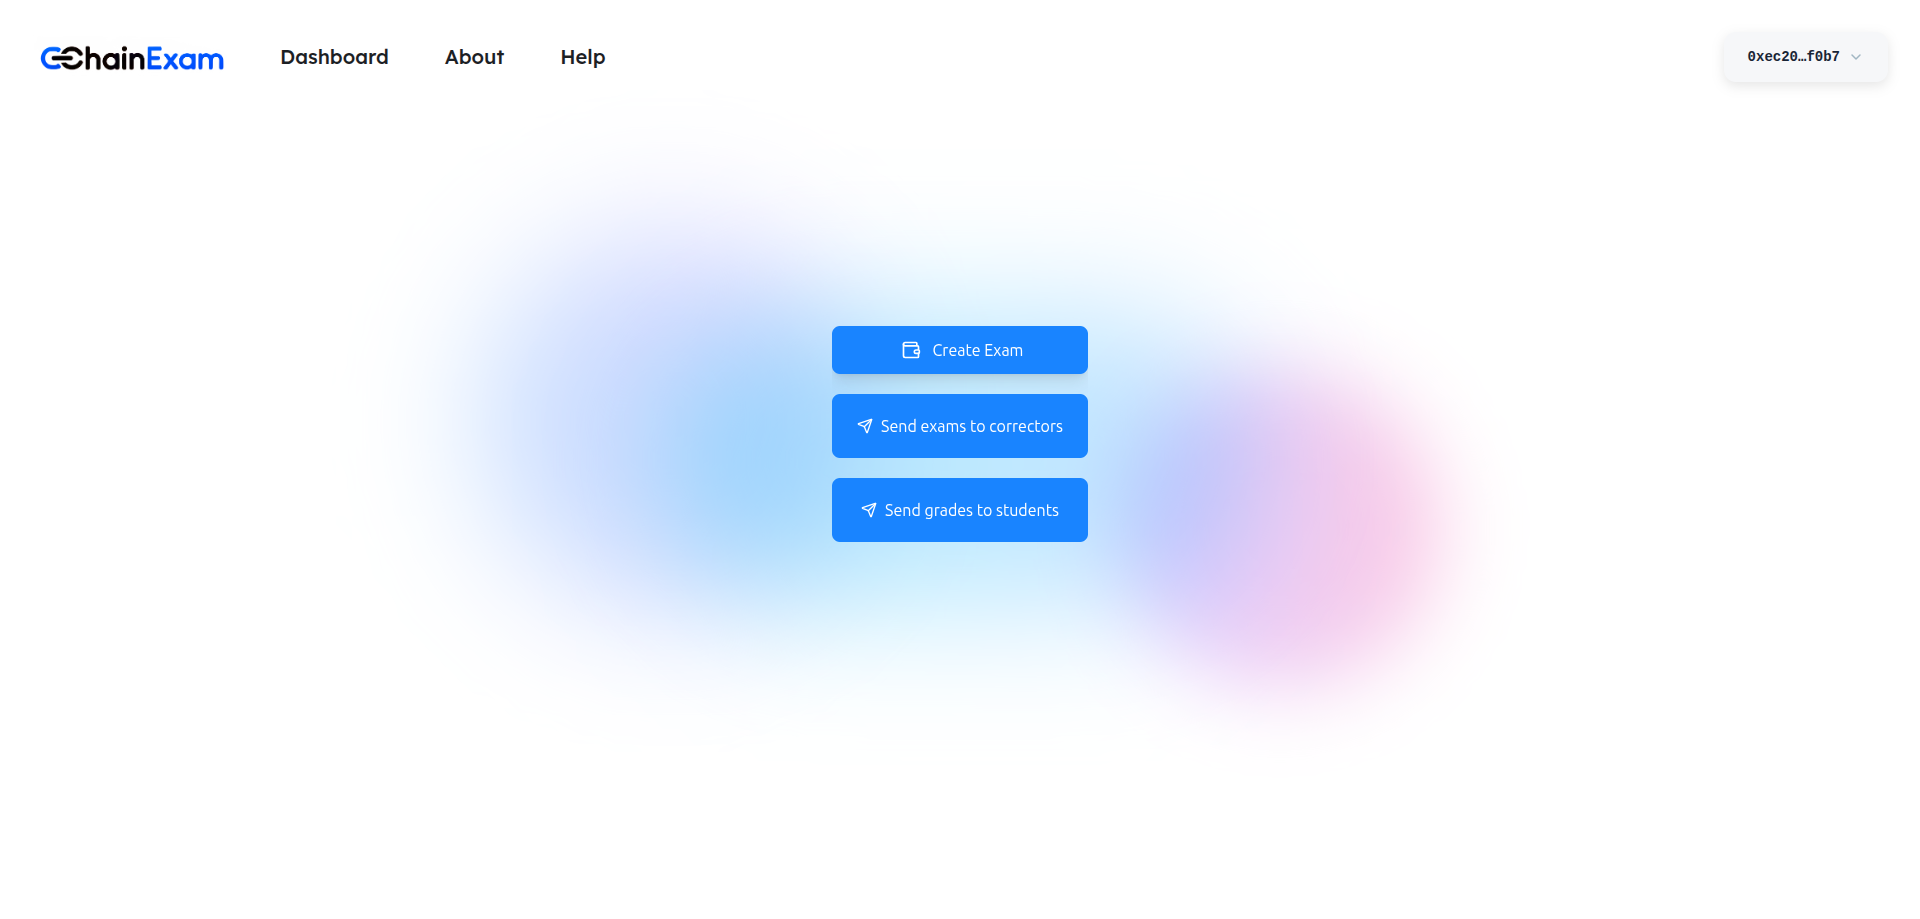 ChainExam
Dashboard
About
Help
0xec20…f0b7
Create Exam
Send exams to correctors
Send grades to students